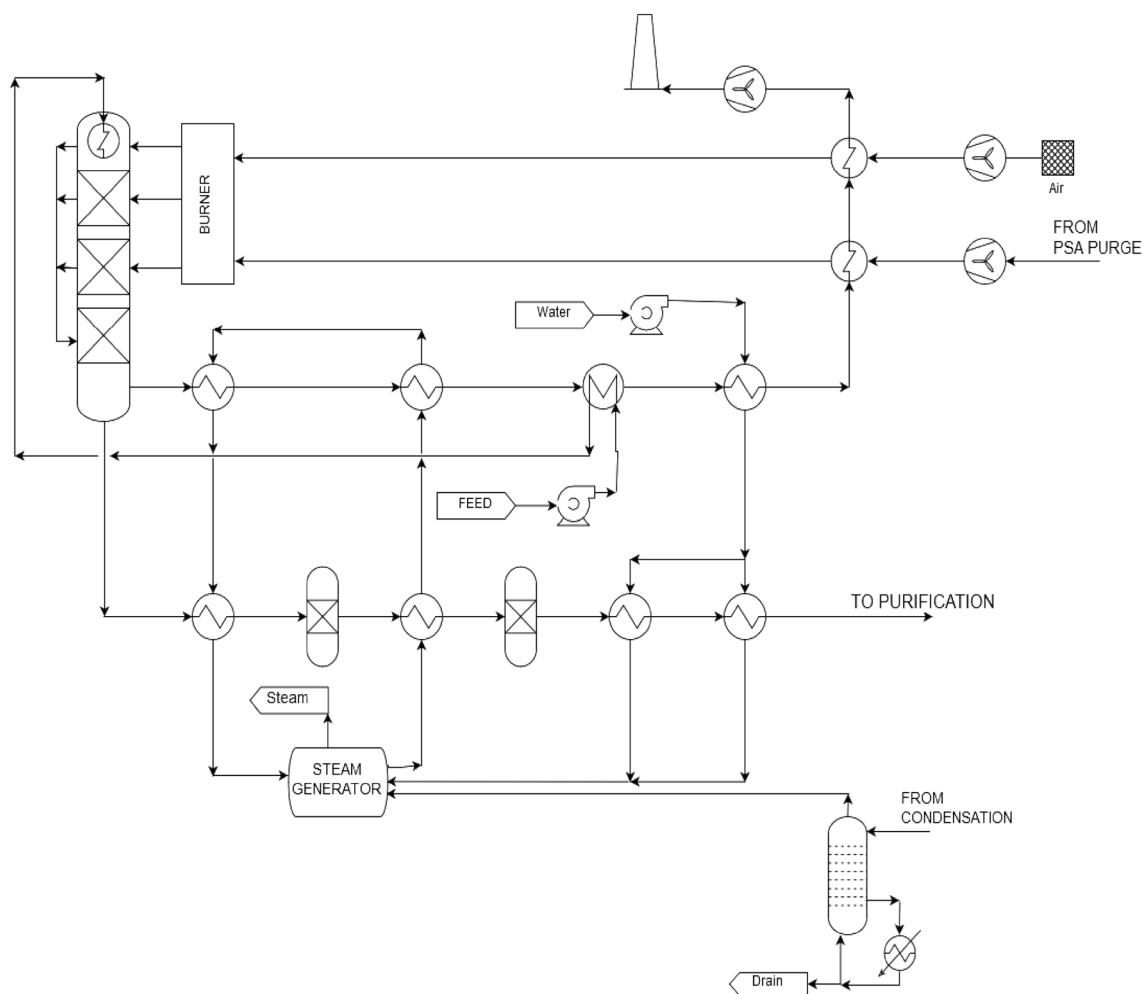 BURNER
Air
FROM
PSA PURGE
Water
FEED
TO PURIFICATION
Steam
STEAM
GENERATOR
FROM
CONDENSATION
Drain